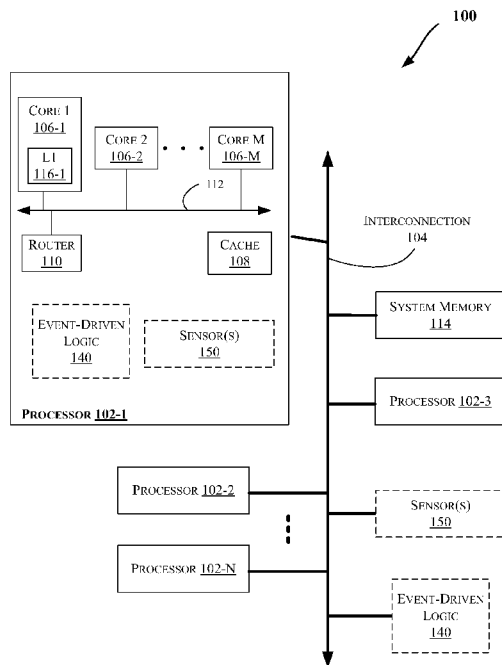 100
CORE 1
106-1
L1
116-1
CORE 2
106-2
CORE M
106-M
112
ROUTER
110
CACHE
108
EVENT-DRIVEN
LOGIC
140
SENSOR(S)
150
PROCESSOR 102-1
INTERCONNECTION
104
SYSTEM MEMORY
114
PROCESSOR 102-3
PROCESSOR 102-2
SENSOR(S)
150
PROCESSOR 102-N
EVENT-DRIVEN
LOGIC
140